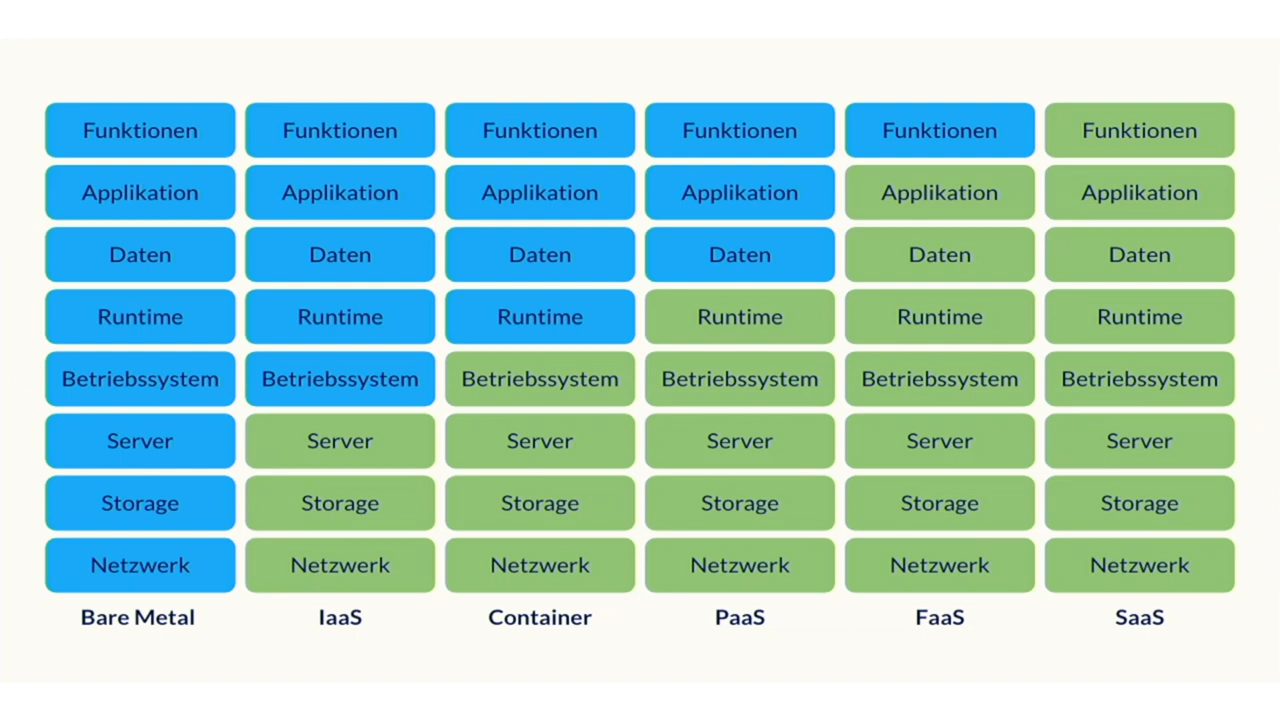 Funktionen Funktionen Funktionen Funktionen Funktionen Funktionen
Applikation Applikation Applikation Applikation Applikation Applikation
Daten Daten Daten Daten Daten Daten
Runtime Runtime Runtime Runtime Runtime Runtime
Betriebssystem Betriebssystem Betriebssystem Betriebssystem Betriebssystem Betriebssystem
Server Server Server Server Server Server
Storage Storage Storage Storage Storage Storage
Netzwerk Netzwerk Netzwerk Netzwerk Netzwerk Netzwerk
Bare Metal IaaS Container PaaS FaaS SaaS